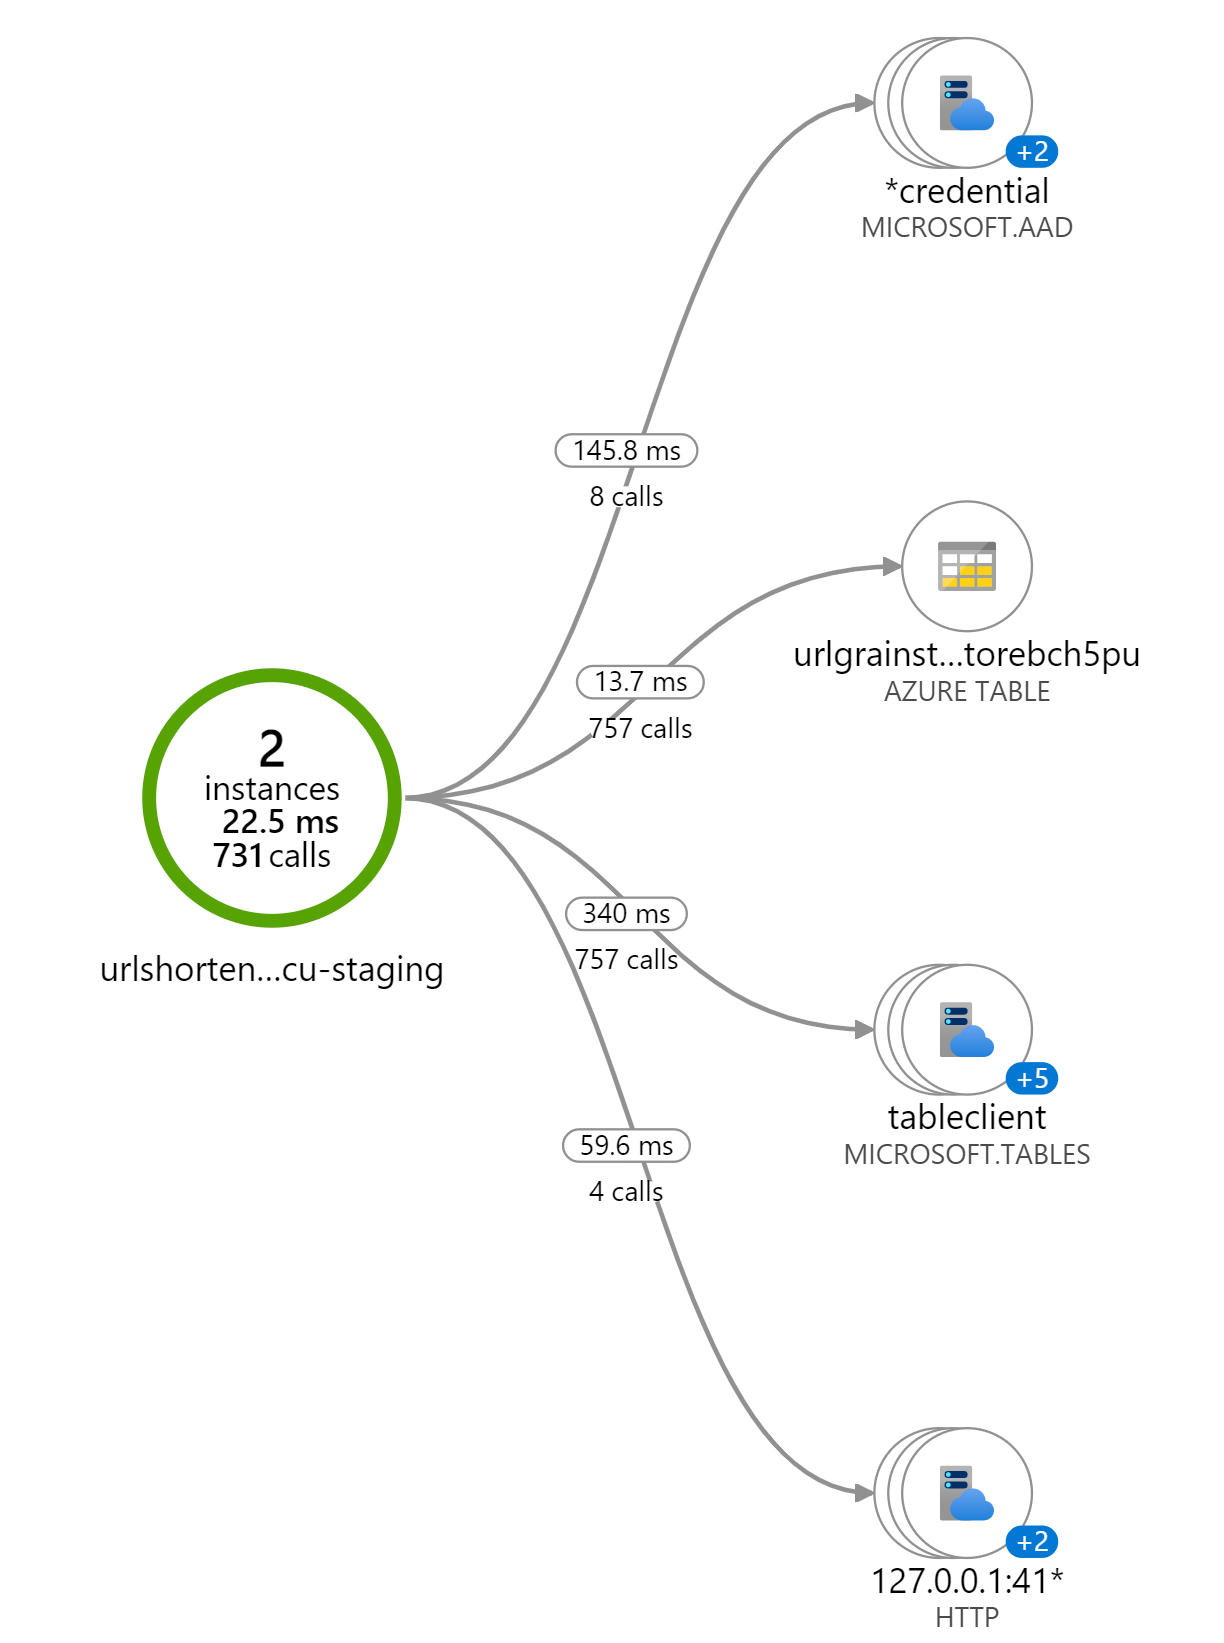 +2
*credential
MICROSOFT.AAD
145.8 ms
8 calls
urlgrainst...torebch5pu
AZURE TABLE
13.7 ms
757 calls
2
instances
22.5 ms
731 calls
urlshorten...cu-staging
340 ms
757 calls
+5
tableclient
MICROSOFT.TABLES
59.6 ms
4 calls
+2
127.0.0.1:41*
HTTP